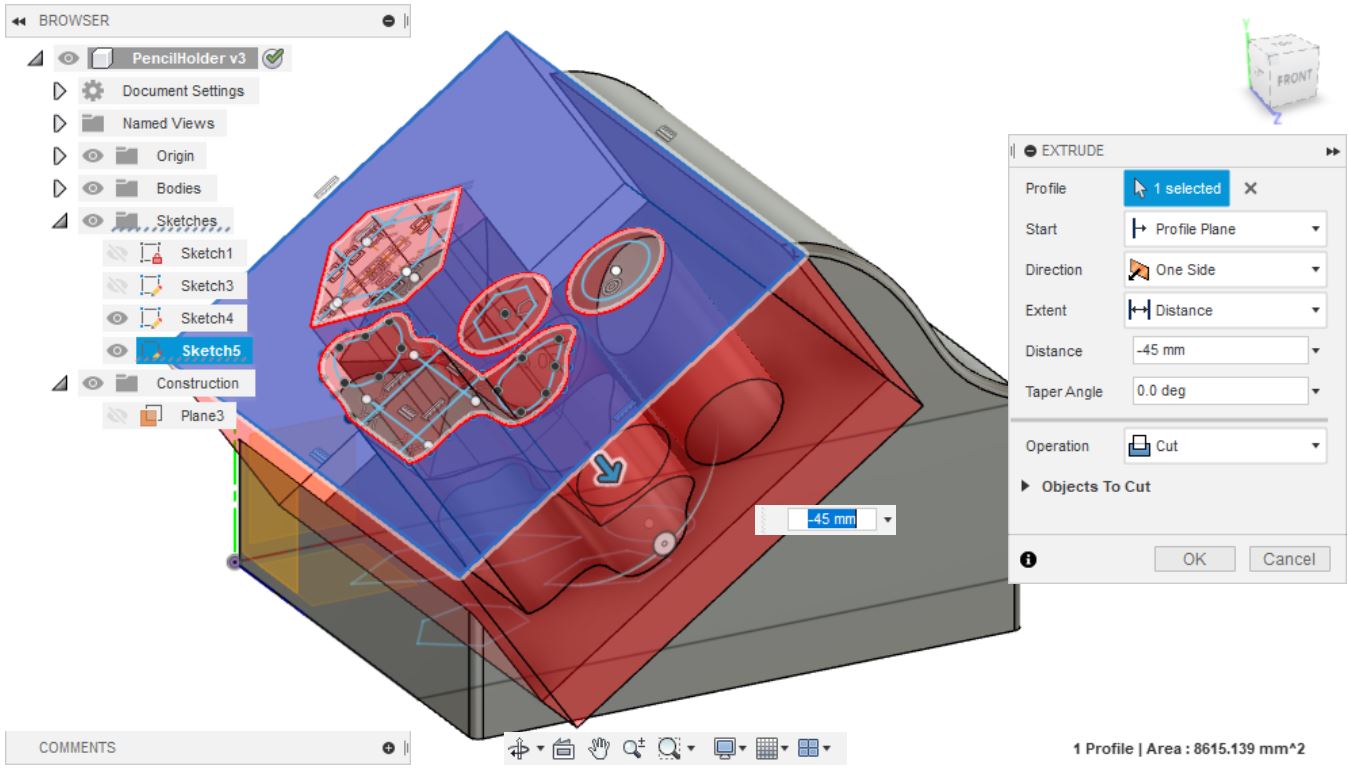 BROWSER
PencilHolder v3
Document Settings
Named Views
Origin
Bodies
Sketches
Sketch1
Sketch3
Sketch4
Sketch5
Construction
Plane3
Y
TOP
FRONT
Z
EXTRUDE
Profile 1 selected
Start Profile Plane
Direction One Side
Extent Distance
Distance -45 mm
Taper Angle 0.0 deg
Operation Cut
Objects To Cut
OK Cancel
-45 mm
COMMENTS
1 Profile | Area : 8615.139 mm^2